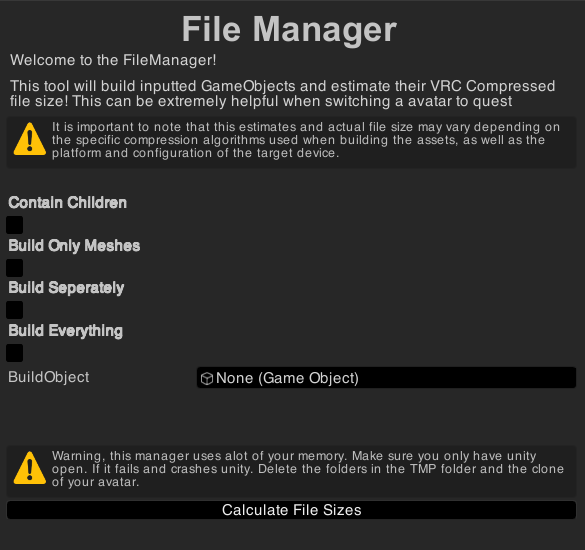 File Manager
Welcome to the FileManager!
This tool will build inputted GameObjects and estimate their VRC Compressed
file size! This can be extremely helpful when switching a avatar to quest
It is important to note that this estimates and actual file size may vary depending on
the specific compression algorithms used when building the assets, as well as the
platform and configuration of the target device.
Contain Children
Build Only Meshes
Build Seperately
Build Everything
BuildObject
None (Game Object)
Warning, this manager uses alot of your memory. Make sure you only have unity
open. If it fails and crashes unity. Delete the folders in the TMP folder and the clone
of your avatar.
Calculate File Sizes